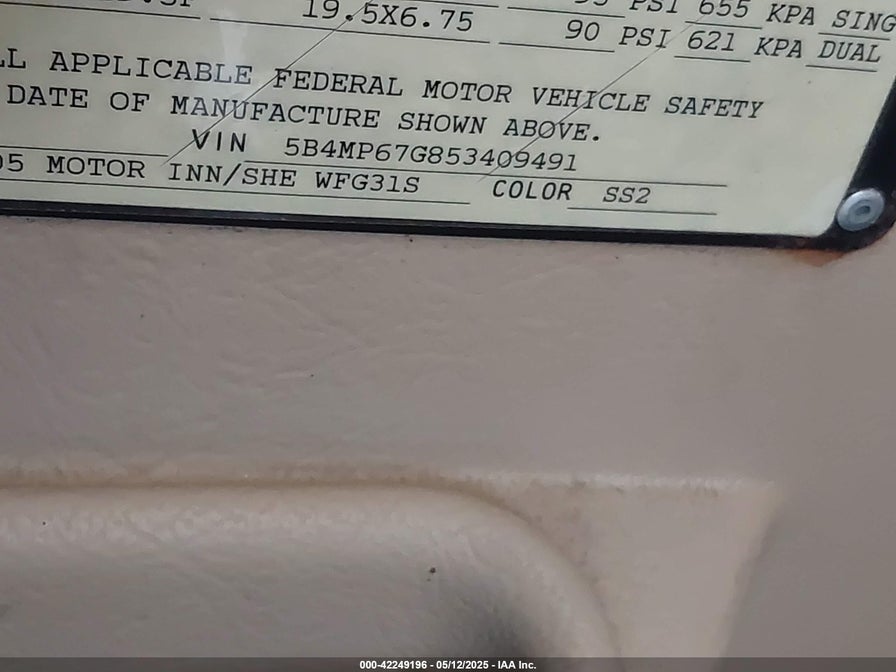 19.5X6.75 PSI 655 KPA SING
90 PSI 621 KPA DUAL
APPLICABLE FEDERAL MOTOR VEHICLE SAFETY
DATE OF MANUFACTURE SHOWN ABOVE.
VIN 5B4MP67G853409491
MOTOR INN/SHE WFG31S COLOR SS2
000-42249196 - 05/12/2025 - IAA Inc.